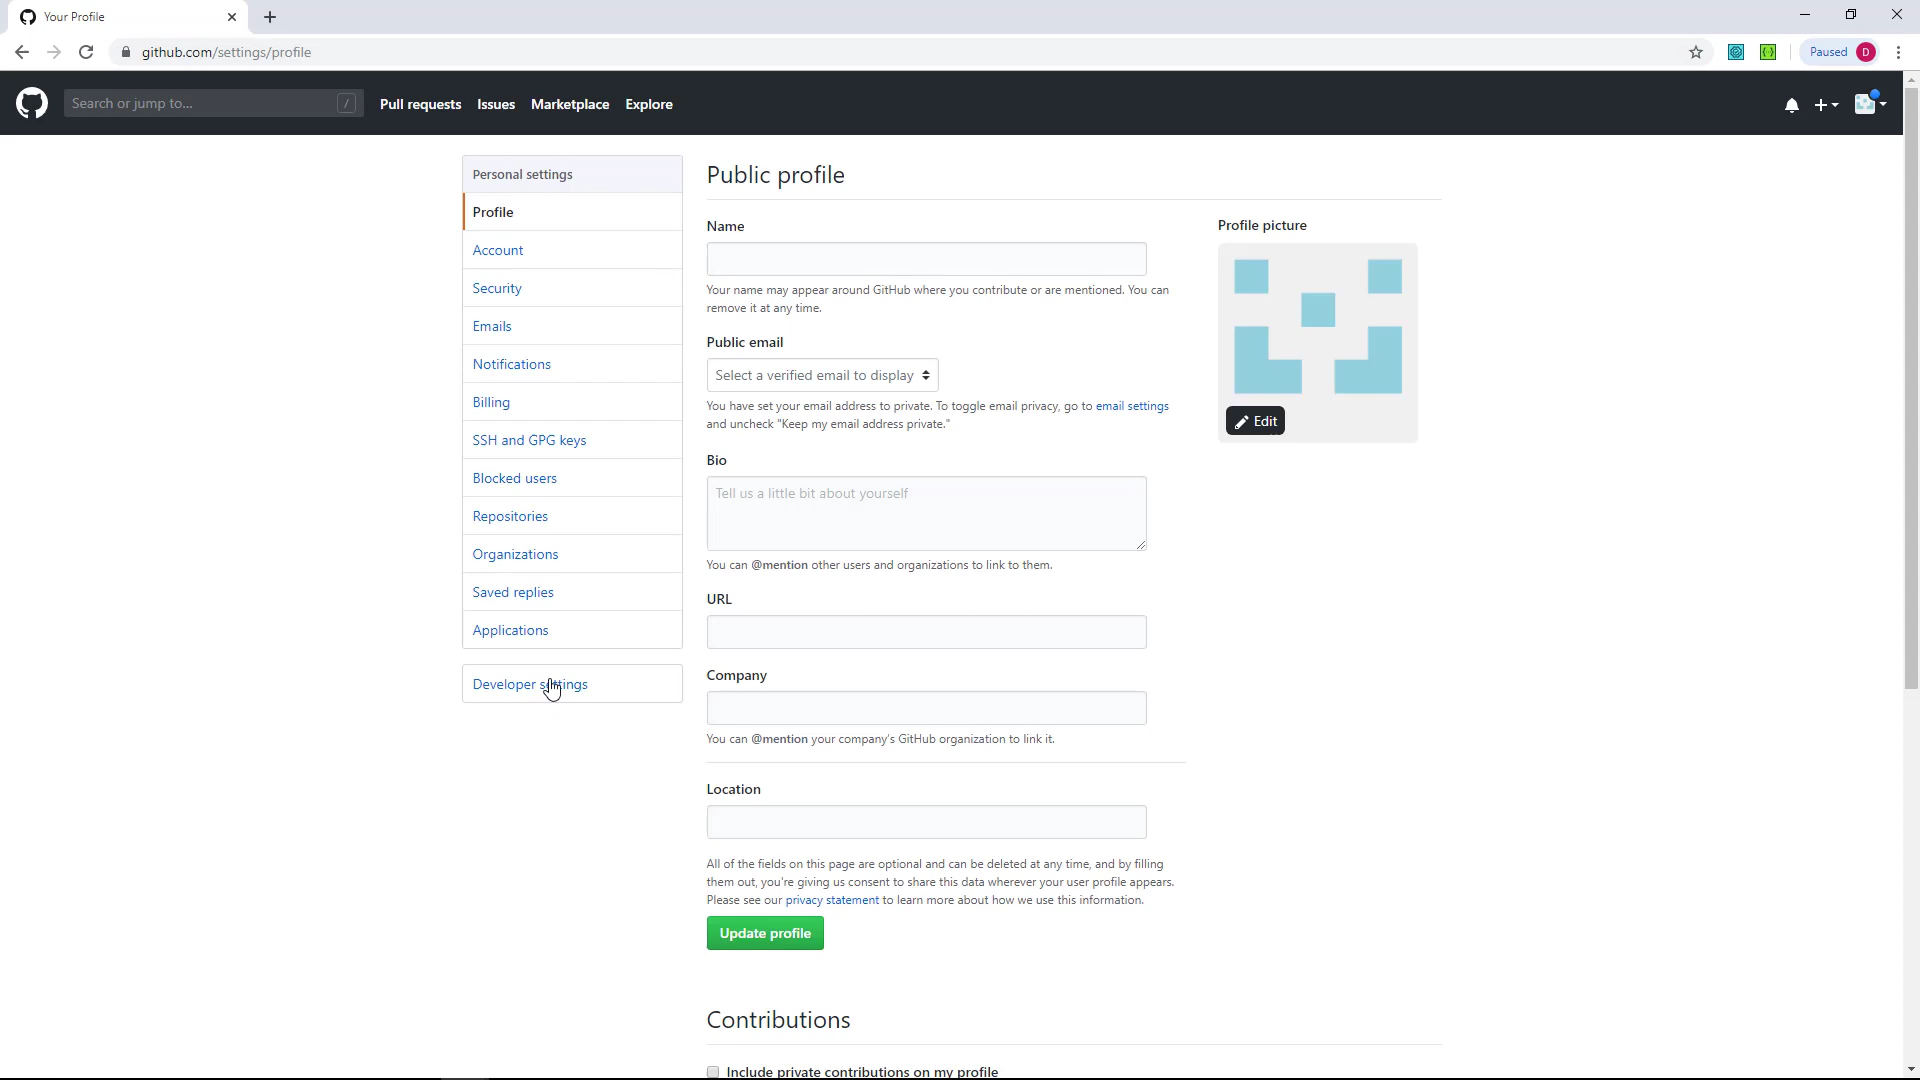 Your Profile
github.com/settings/profile
Paused D
Search or jump to... /
Pull requests Issues Marketplace Explore
Personal settings
Profile
Account
Security
Emails
Notifications
Billing
SSH and GPG keys
Blocked users
Repositories
Organizations
Saved replies
Applications
Developer settings
Public profile
Name
Your name may appear around GitHub where you contribute or are mentioned. You can
remove it at any time.
Public email
Select a verified email to display
You have set your email address to private. To toggle email privacy, go to email settings
and uncheck "Keep my email address private."
Bio
Tell us a little bit about yourself
You can @mention other users and organizations to link to them.
URL
Company
You can @mention your company's GitHub organization to link it.
Location
All of the fields on this page are optional and can be deleted at any time, and by filling
them out, you're giving us consent to share this data wherever your user profile appears.
Please see our privacy statement to learn more about how we use this information.
Update profile
Profile picture
Edit
Contributions
Include private contributions on my profile